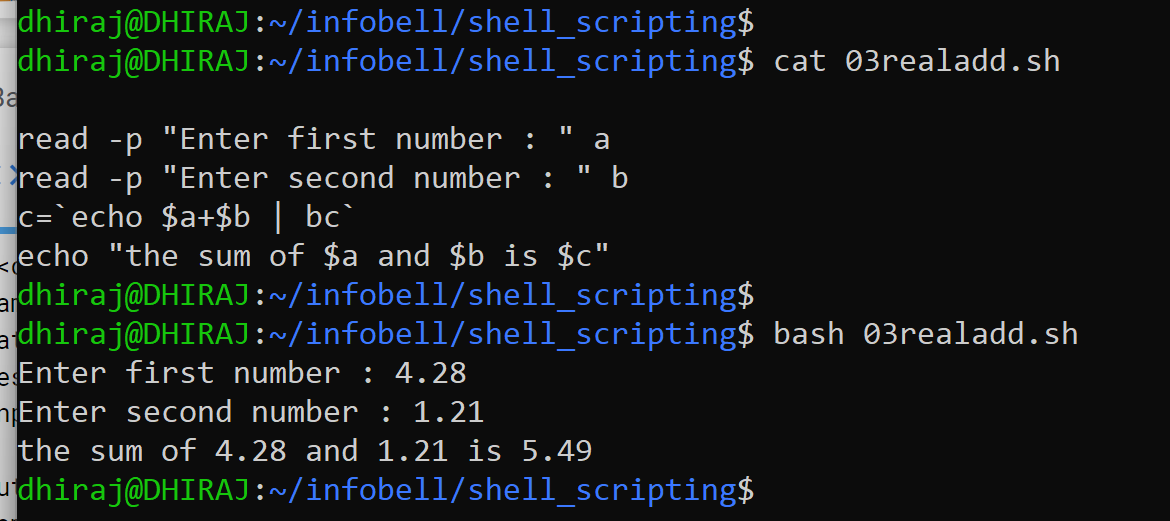 dhiraj@DHIRAJ:~/infobell/shell_scripting$
dhiraj@DHIRAJ:~/infobell/shell_scripting$ cat 03realadd.sh

read -p "Enter first number : " a
read -p "Enter second number : " b
c=`echo $a+$b | bc`
echo "the sum of $a and $b is $c"
dhiraj@DHIRAJ:~/infobell/shell_scripting$
dhiraj@DHIRAJ:~/infobell/shell_scripting$ bash 03realadd.sh
Enter first number : 4.28
Enter second number : 1.21
the sum of 4.28 and 1.21 is 5.49
dhiraj@DHIRAJ:~/infobell/shell_scripting$